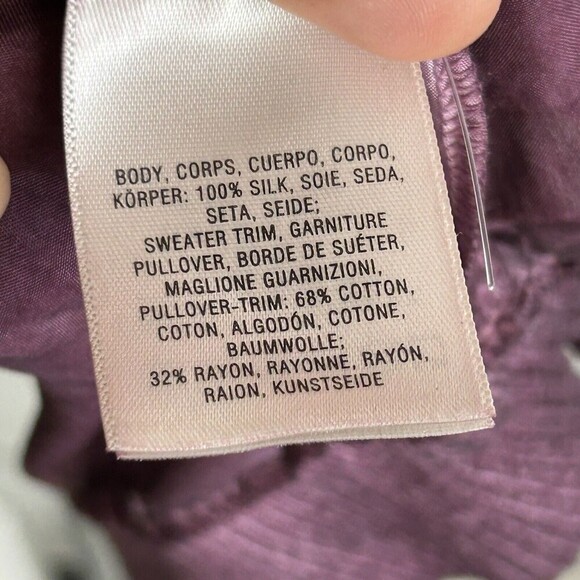 BODY, CORPS, CUERPO, CORPO,
KÖRPER: 100% SILK, SOIE, SEDA,
SETA, SEIDE;
SWEATER TRIM, GARNITURE
PULLOVER, BORDE DE SUÉTER,
MAGLIONE GUARNIZIONI,
PULLOVER-TRIM: 68% COTTON,
COTON, ALGODÓN, COTONE,
BAUMWOLLE;
32% RAYON, RAYONNE, RAYÓN,
RAION, KUNSTSEIDE